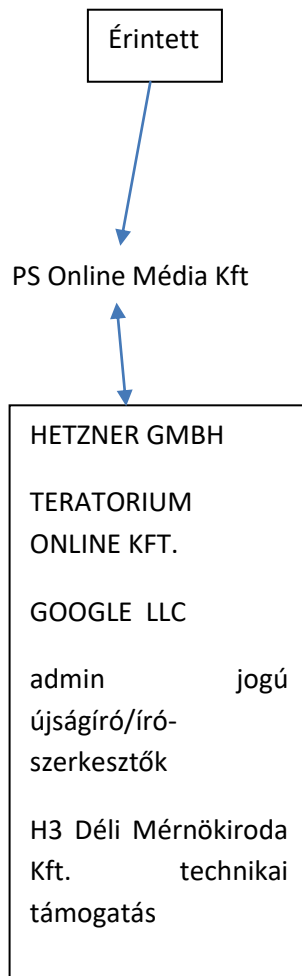 Érintett
PS Online Média Kft
HETZNER GMBH
TERATORIUM
ONLINE KFT.
GOOGLE LLC
admin jogú
újságíró/író-
szerkesztők
H3 Déli Mérnökiroda
Kft. technikai
támogatás